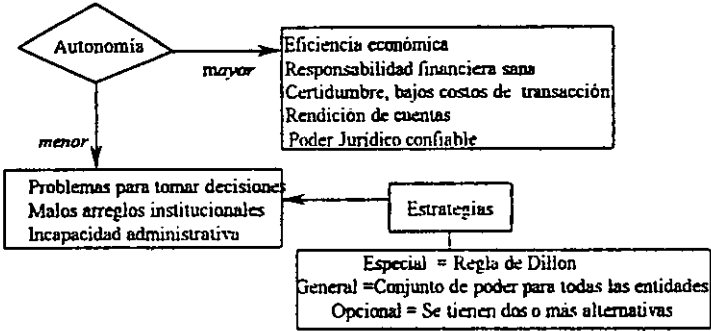 Autonomía
mayor
Eficiencia económica
Responsabilidad financiera sana
Certidumbre, bajos costos de transacción
Rendición de cuentas
Poder Jurídico confiable
menor
Problemas para tomar decisiones
Malos arreglos institucionales
Incapacidad administrativa
Estrategias
Especial = Regla de Dillon
General =Conjunto de poder para todas las entidades
Opcional = Se tienen dos o más alternativas